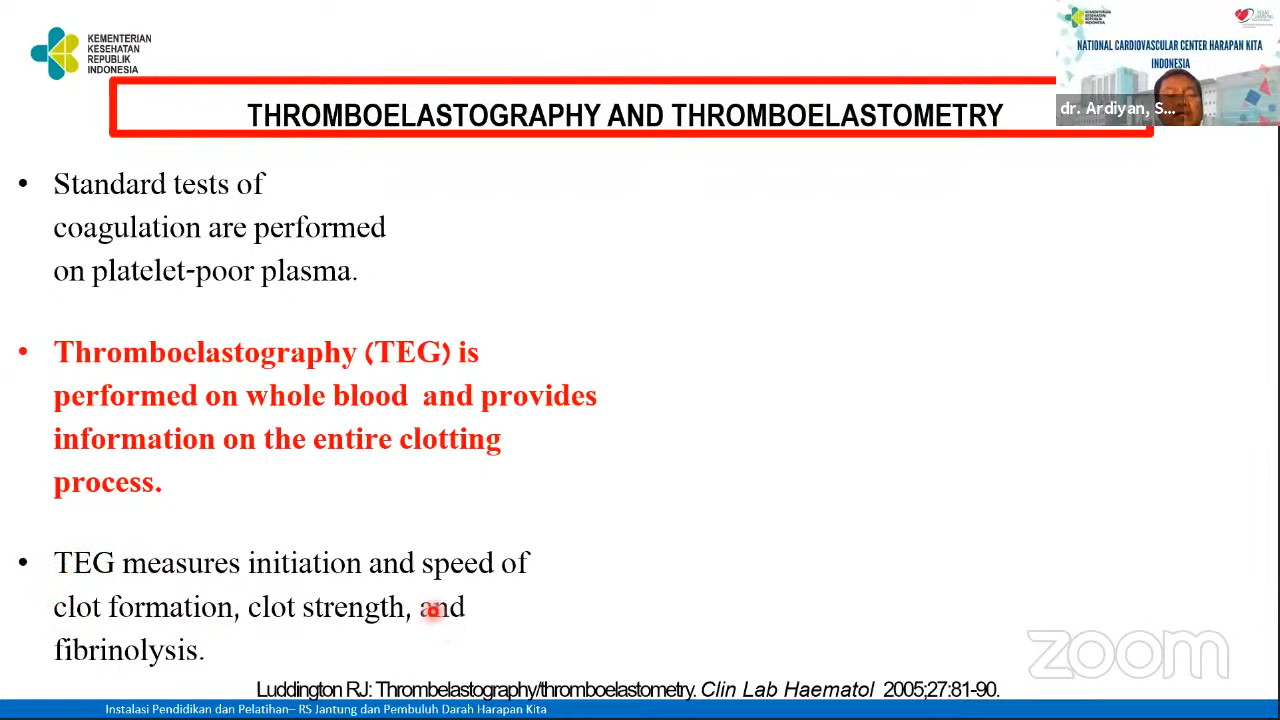 KEMENTERIAN
KESEHATAN
REPUBLIK
INDONESIA
NATIONAL CARDIOVASCULAR CENTER HARAPAN KITA
INDONESIA
dr. Ardiyan, S...
THROMBOELASTOGRAPHY AND THROMBOELASTOMETRY
• Standard tests of
coagulation are performed
on platelet-poor plasma.
• Thromboelastography (TEG) is
performed on whole blood and provides
information on the entire clotting
process.
• TEG measures initiation and speed of
clot formation, clot strength, and
fibrinolysis.
zoom
Luddington RJ: Thrombelastography/thromboelastometry. Clin Lab Haematol 2005;27:81-90.
Instalasi Pendidikan dan Pelatihan– RS Jantung dan Pembuluh Darah Harapan Kita